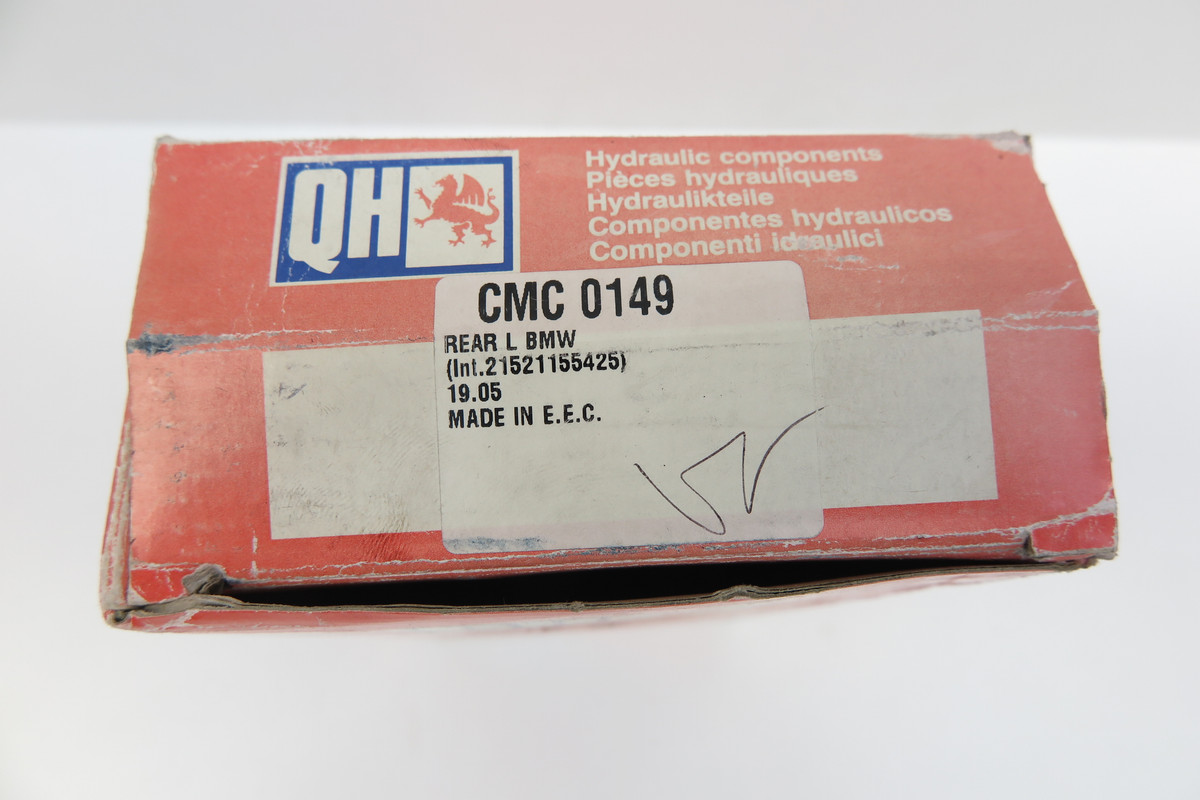 QH
Hydraulic components
Pièces hydrauliques
Hydraulikteile
Componentes hydraulicos
Componenti idraulici
CMC 0149
REAR L BMW
(Int.21521155425)
19.05
MADE IN E.E.C.